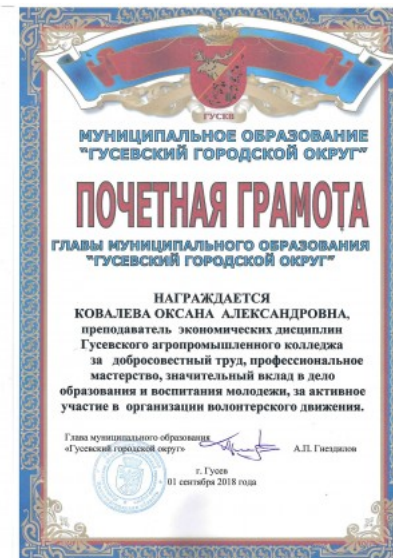 ГУСЕВ
МУНИЦИПАЛЬНОЕ ОБРАЗОВАНИЕ
"ГУСЕВСКИЙ ГОРОДСКОЙ ОКРУГ"
ПОЧЕТНАЯ ГРАМОТА
ГЛАВЫ МУНИЦИПАЛЬНОГО ОБРАЗОВАНИЯ
"ГУСЕВСКИЙ ГОРОДСКОЙ ОКРУГ"
НАГРАЖДАЕТСЯ
КОВАЛЕВА ОКСАНА АЛЕКСАНДРОВНА,
преподаватель экономических дисциплин
Гусевского агропромышленного колледжа
за добросовестный труд, профессиональное
мастерство, значительный вклад в дело
образования и воспитания молодежи, за активное
участие в организации волонтерского движения.
Глава муниципального образования
«Гусевский городской округ» А.П. Гнездилов
г. Гусев
01 сентября 2018 года